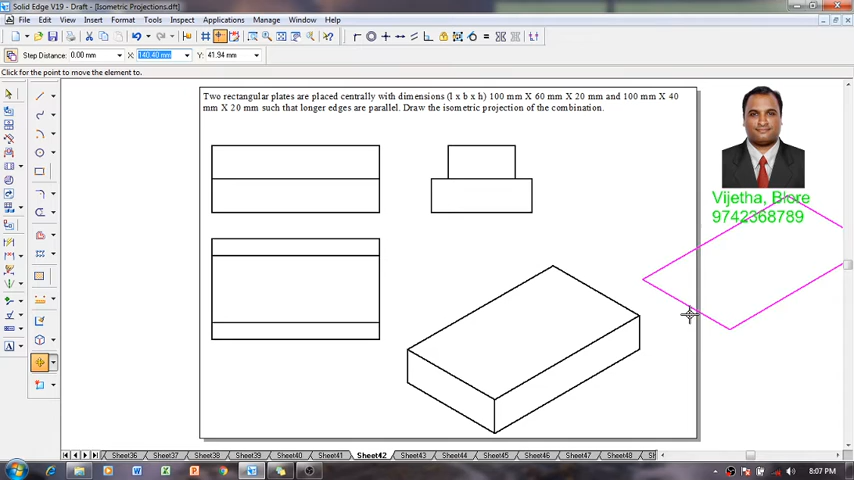 Solid Edge V19 - Draft - [Isometric Projections.dft]
File Edit View Insert Format Tools Inspect Applications Manage Window Help
Step Distance: 0.00 mm X: 140.40 mm Y: 41.94 mm
Click for the point to move the element to.
Two rectangular plates are placed centrally with dimensions (l x b x h) 100 mm X 60 mm X 20 mm and 100 mm X 40
mm X 20 mm such that longer edges are parallel. Draw the isometric projection of the combination.
Vijetha, Blore
9742368789
Sheet36 Sheet37 Sheet38 Sheet39 Sheet40 Sheet41 Sheet42 Sheet43 Sheet44 Sheet45 Sheet46 Sheet47 Sheet48 Sh
8:07 PM